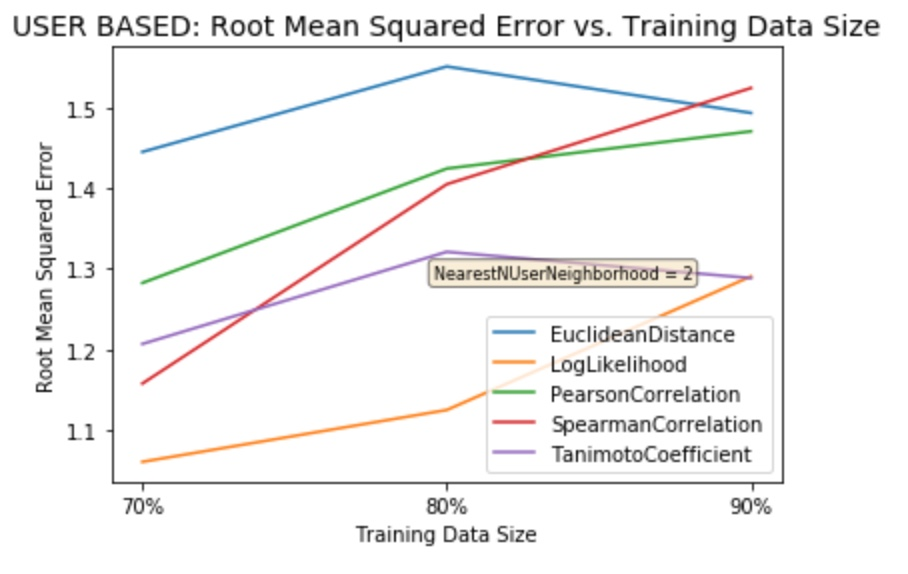 USER BASED: Root Mean Squared Error vs. Training Data Size
Root Mean Squared Error
1.5
1.4
1.3
1.2
1.1
NearestNUserNeighborhood = 2
EuclideanDistance
LogLikelihood
PearsonCorrelation
SpearmanCorrelation
TanimotoCoefficient
70%
80%
90%
Training Data Size